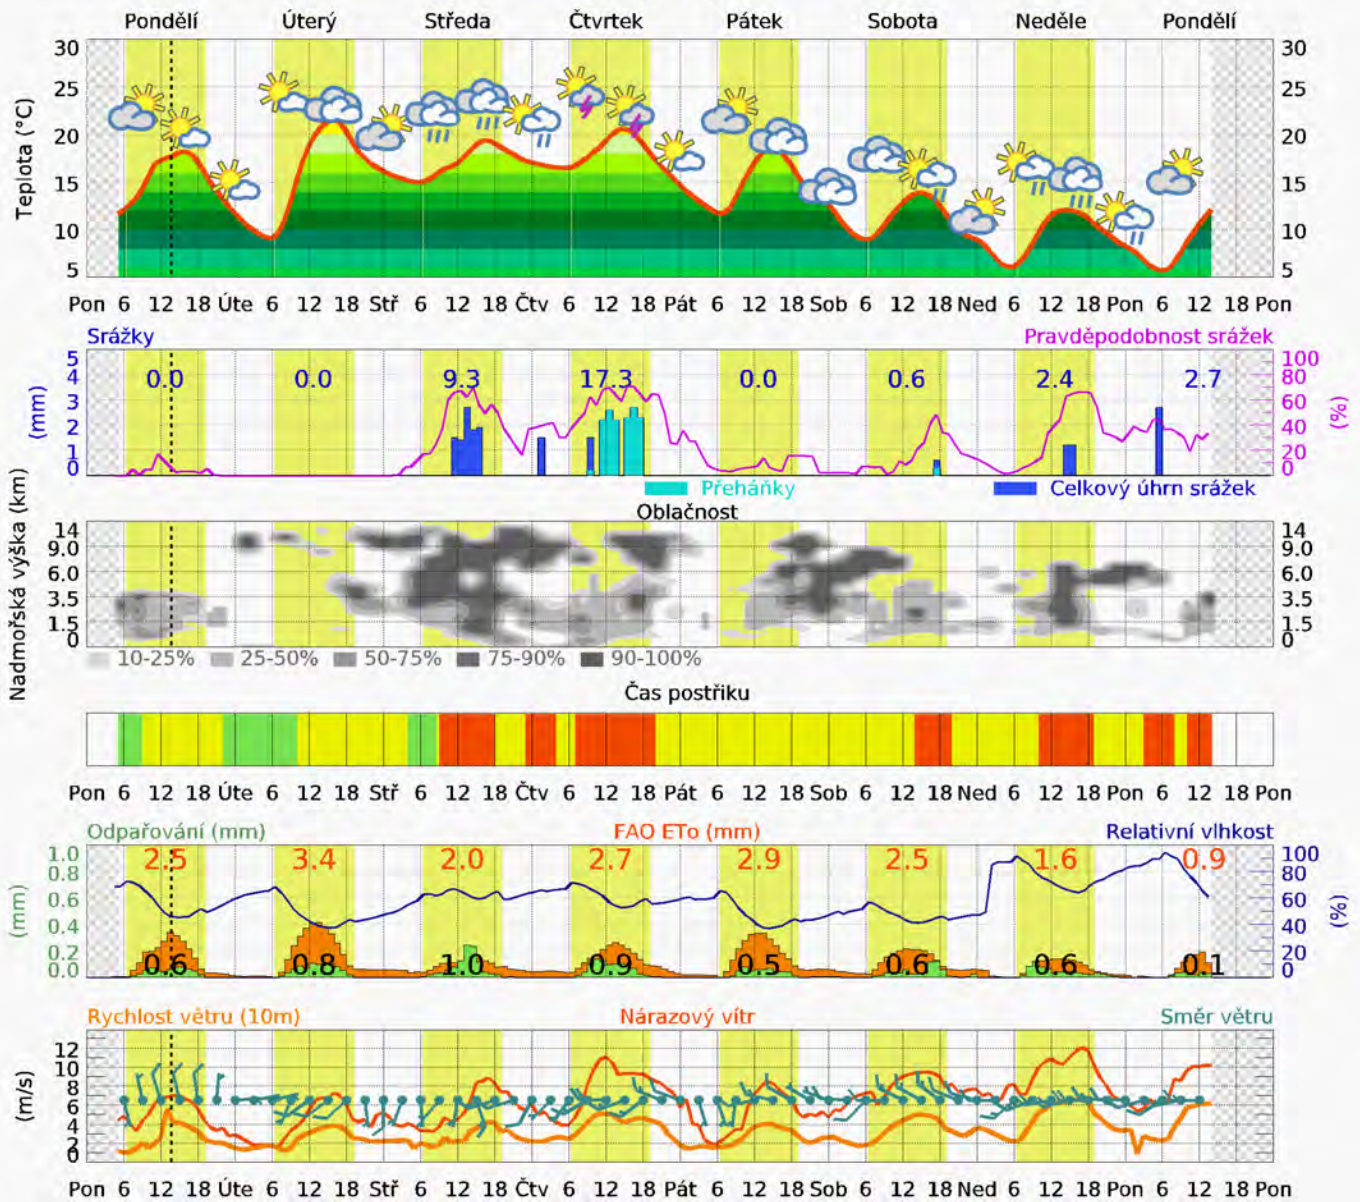 Pondělí Úterý Středa Čtvrtek Pátek Sobota Neděle Pondělí
Teplota (°C)
30 30
25 25
20 20
15 15
10 10
5 5
Pon 6 12 18 Úte 6 12 18 Stř 6 12 18 Čtv 6 12 18 Pát 6 12 18 Sob 6 12 18 Ned 6 12 18 Pon 6 12 18 Pon
Srážky Pravděpodobnost srážek
(mm) (%)
5 100
4 80
3 60
2 40
1 20
0 0
0.0 0.0 9.3 17.3 0.0 0.6 2.4 2.7
Přeháňky Celkový úhrn srážek
Oblačnost
Nadmořská výška (km)
14 14
9.0 9.0
6.0 6.0
3.5 3.5
1.5 1.5
0 0
10-25% 25-50% 50-75% 75-90% 90-100%
Čas postřiku
Pon 6 12 18 Úte 6 12 18 Stř 6 12 18 Čtv 6 12 18 Pát 6 12 18 Sob 6 12 18 Ned 6 12 18 Pon 6 12 18 Pon
Odpařování (mm) FAO ETo (mm) Relativní vlhkost
(mm) (%)
1.0 100
0.8 80
0.6 60
0.4 40
0.2 20
0.0 0
2.5 3.4 2.0 2.7 2.9 2.5 1.6 0.9
0.6 0.8 1.0 0.9 0.5 0.6 0.6 0.1
Rychlost větru (10m) Nárazový vítr Směr větru
(m/s)
12
10
8
6
4
2
0
Pon 6 12 18 Úte 6 12 18 Stř 6 12 18 Čtv 6 12 18 Pát 6 12 18 Sob 6 12 18 Ned 6 12 18 Pon 6 12 18 Pon